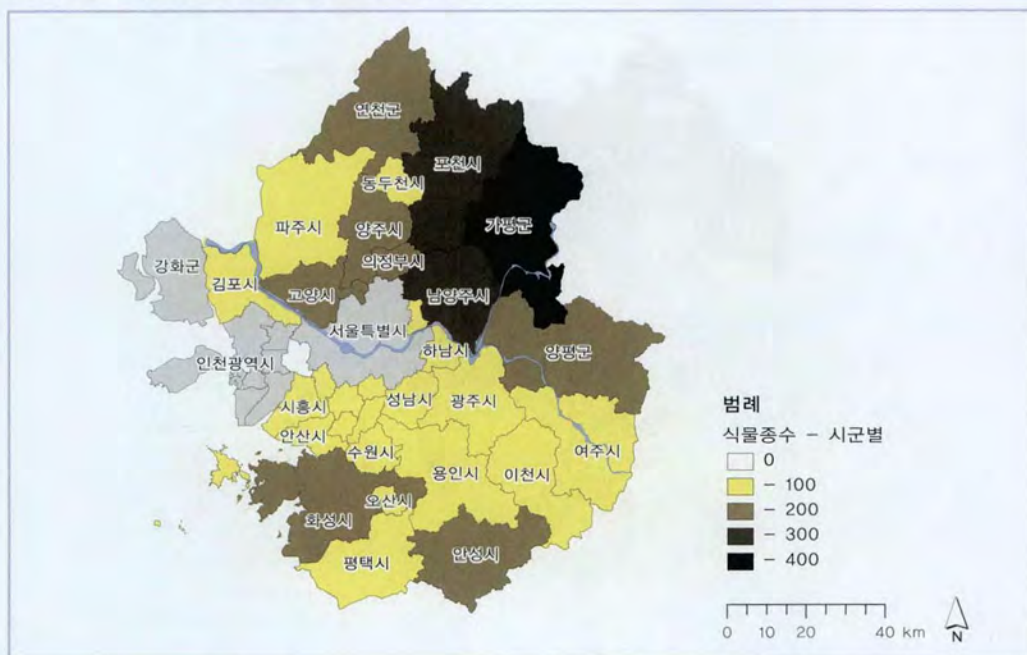 연천군
포천시
동두천시
가평군
파주시
양주시
의정부시
강화군
김포시
고양시
남양주시
서울특별시
하남시
양평군
인천광역시
시흥시
성남시
광주시
안산시
수원시
여주시
용인시
이천시
오산시
화성시
안성시
평택시
범례
식물종수 - 시군별
0
- 100
- 200
- 300
- 400
0 10 20 40 km
N